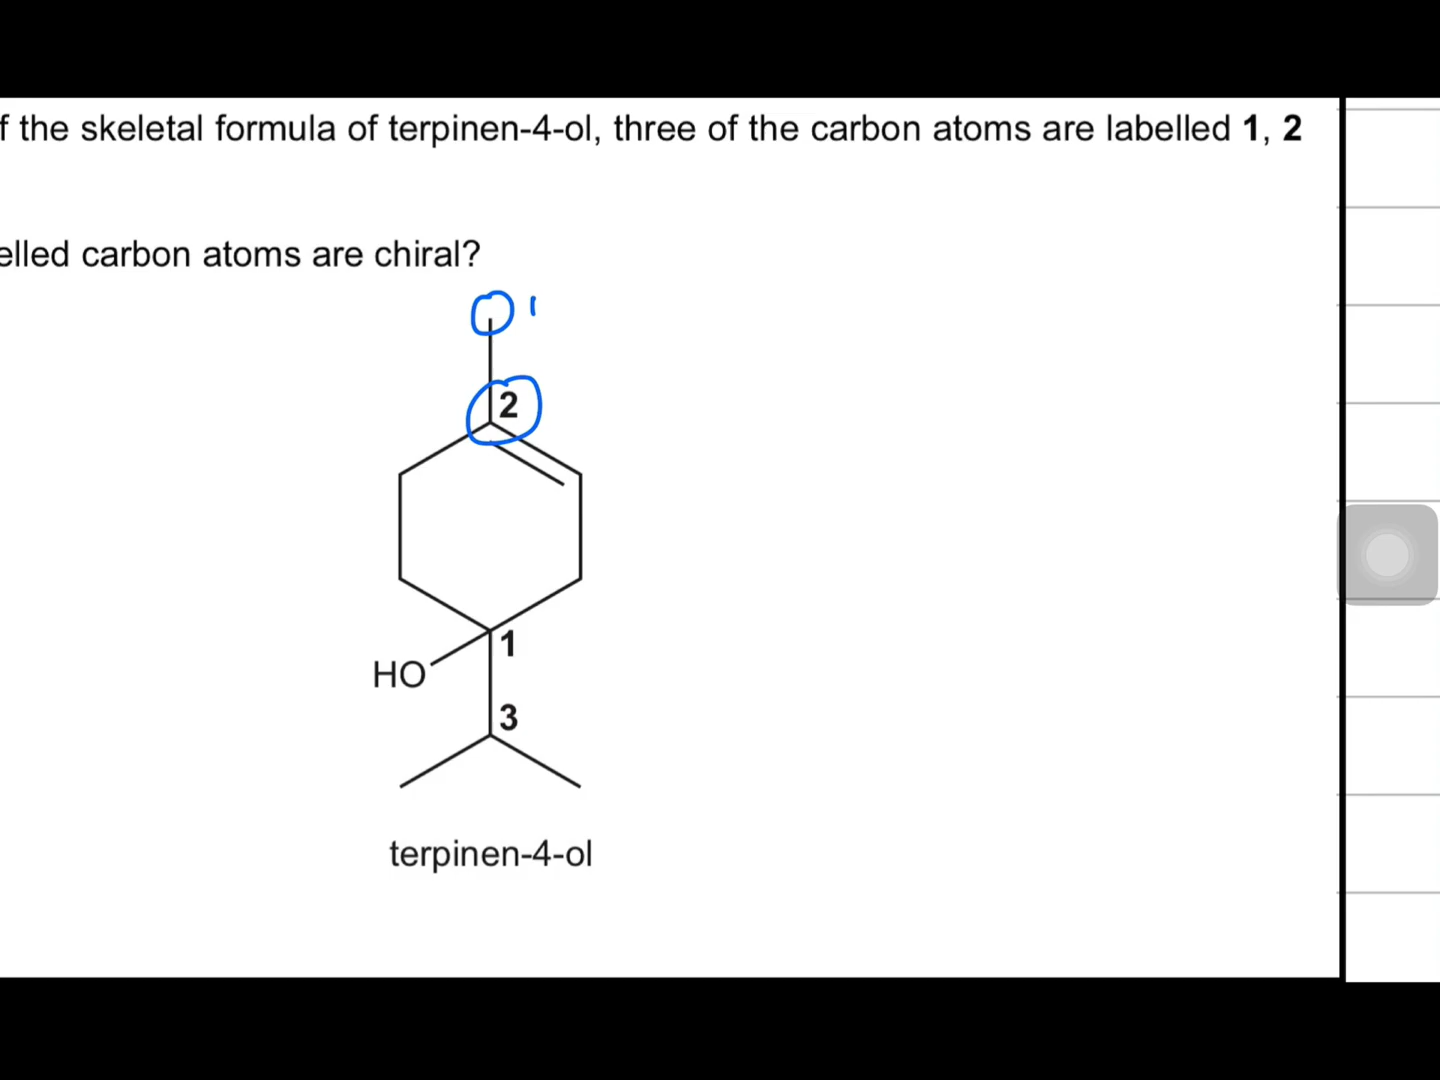 f the skeletal formula of terpinen-4-ol, three of the carbon atoms are labelled 1, 2
elled carbon atoms are chiral?
1
2
1
HO
3
terpinen-4-ol